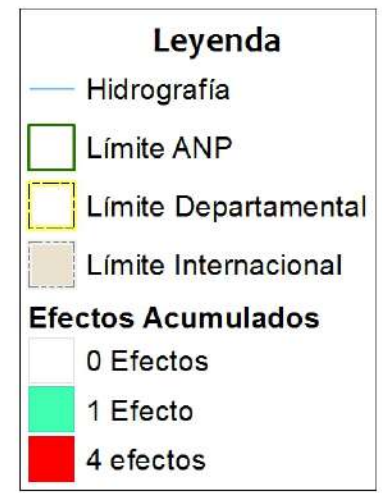 Leyenda
Hidrografía
Límite ANP
Límite Departamental
Límite Internacional
Efectos Acumulados
0 Efectos
1 Efecto
4 efectos